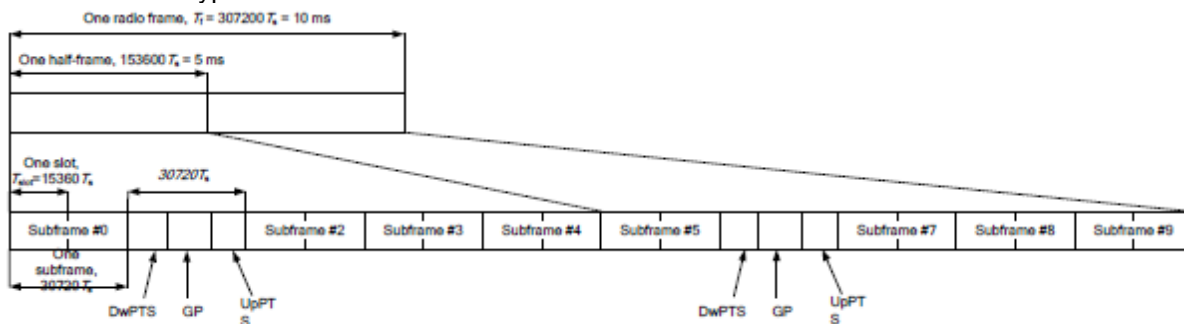 One radio frame, Tf = 307200 Ts = 10 ms
One half-frame, 153600 Ts = 5 ms
One slot,
Tslot=15360 Ts
30720Ts
Subframe #0
Subframe #2
Subframe #3
Subframe #4
Subframe #5
Subframe #7
Subframe #8
Subframe #9
One
subframe,
30720Ts
DwPTS
GP
UpPT
S
DwPTS
GP
UpPT
S